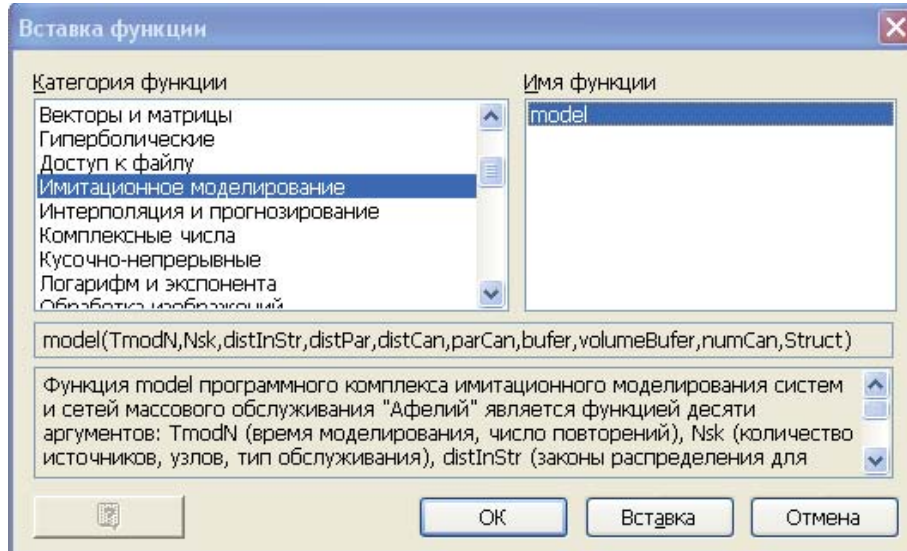 Вставка функции
Категория функции
Имя функции
Векторы и матрицы
Гиперболические
Доступ к файлу
Имитационное моделирование
Интерполяция и прогнозирование
Комплексные числа
Кусочно-непрерывные
Логарифм и экспонента
Обработка изображений
model
model(TmodN,Nsk,distInStr,distPar,distCan,parCan,bufer,volumeBufer,numCan,Struct)
Функция model программного комплекса имитационного моделирования систем
и сетей массового обслуживания "Афелий" является функцией десяти
аргументов: TmodN (время моделирования, число повторений), Nsk (количество
источников, узлов, тип обслуживания), distInStr (законы распределения для
ОК
Вставка
Отмена